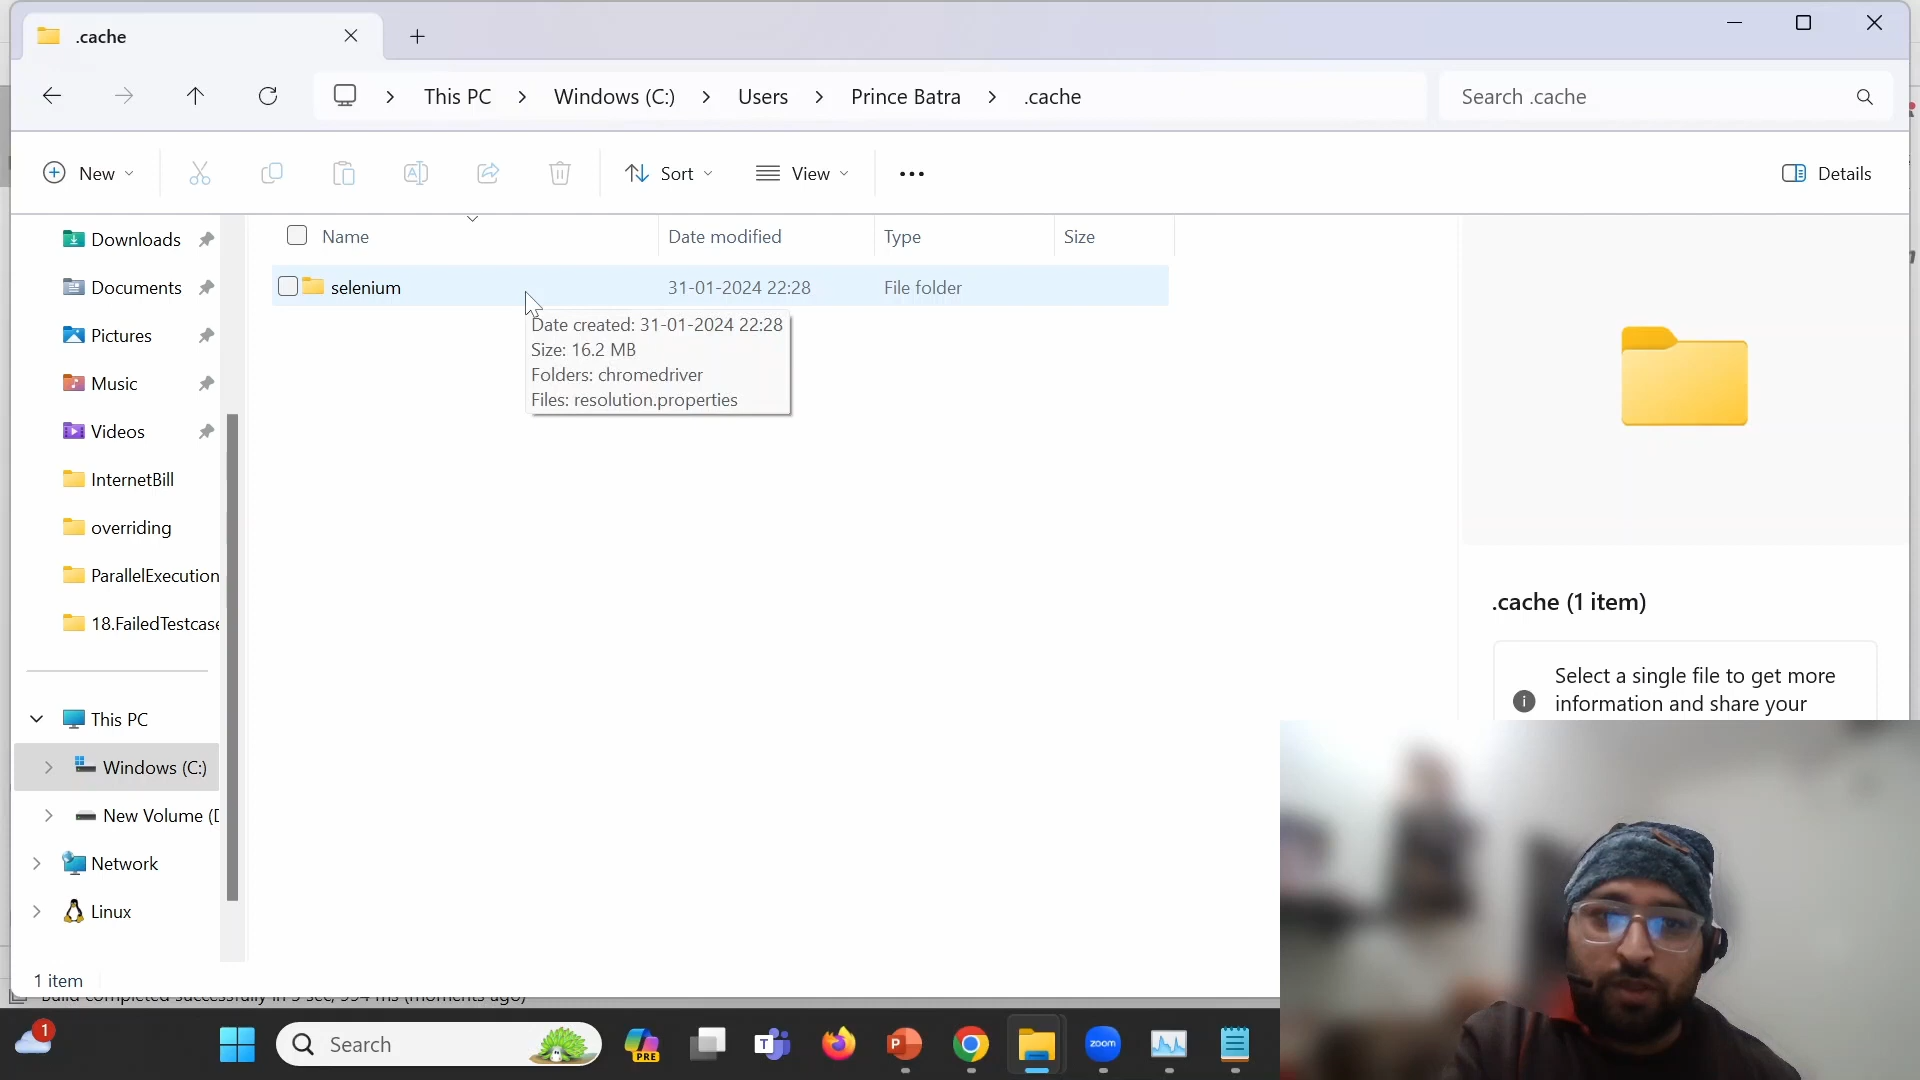 .cache
This PC > Windows (C:) > Users > Prince Batra > .cache
Search .cache
New
Sort
View
Details
Downloads
Documents
Pictures
Music
Videos
InternetBill
overriding
ParallelExecution
18.FailedTestcase
This PC
Windows (C:)
New Volume (D
Network
Linux
Name Date modified Type Size
selenium 31-01-2024 22:28 File folder
Date created: 31-01-2024 22:28
Size: 16.2 MB
Folders: chromedriver
Files: resolution.properties
.cache (1 item)
Select a single file to get more
information and share your
1 item
Build completed successfully in 3 sec, 994 ms (moments ago)
1
Search
PRE
T
P
zoom